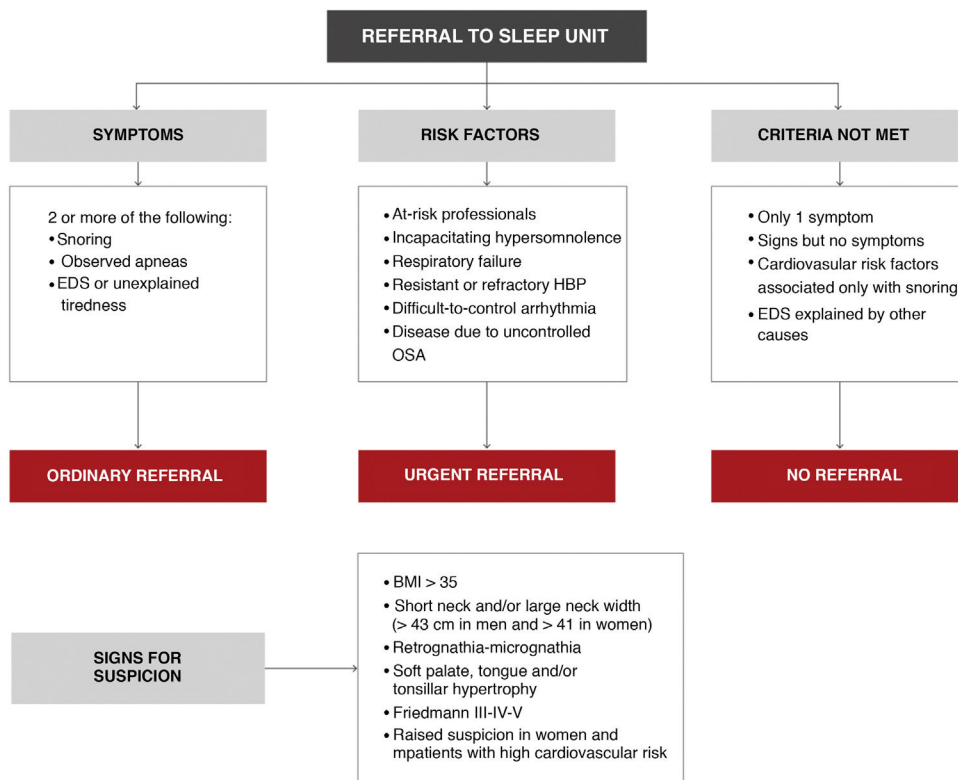 REFERRAL TO SLEEP UNIT
SYMPTOMS
2 or more of the following:
• Snoring
• Observed apneas
• EDS or unexplained
tiredness
ORDINARY REFERRAL
RISK FACTORS
• At-risk professionals
• Incapacitating hypersomnolence
• Respiratory failure
• Resistant or refractory HBP
• Difficult-to-control arrhythmia
• Disease due to uncontrolled
OSA
URGENT REFERRAL
CRITERIA NOT MET
• Only 1 symptom
• Signs but no symptoms
• Cardiovasular risk factors
associated only with snoring
• EDS explained by other
causes
NO REFERRAL
SIGNS FOR
SUSPICION
• BMI > 35
• Short neck and/or large neck width
(> 43 cm in men and > 41 in women)
• Retrognathia-micrognathia
• Soft palate, tongue and/or
tonsillar hypertrophy
• Friedmann III-IV-V
• Raised suspicion in women and
mpatients with high cardiovascular risk